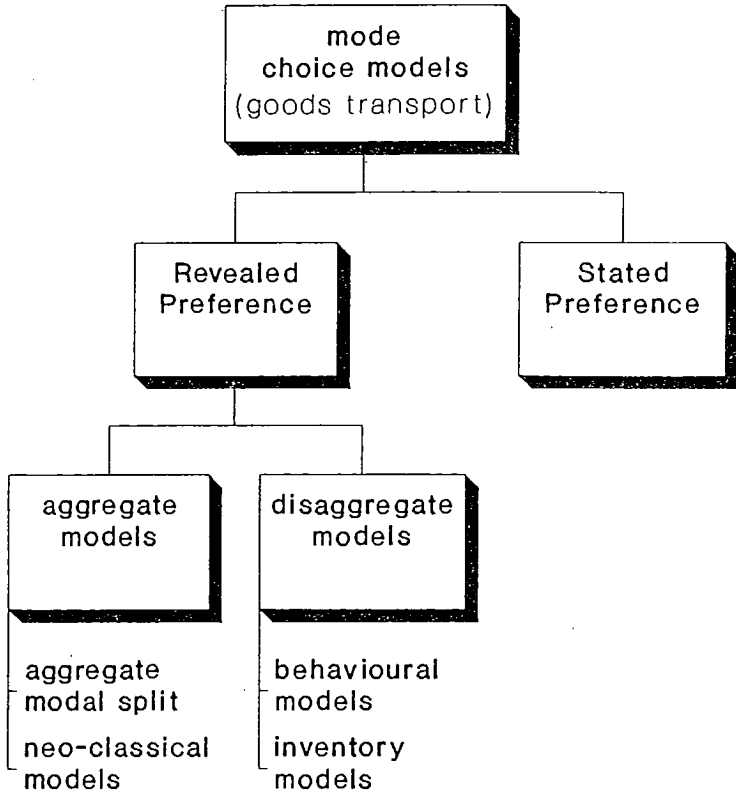 mode
choice models
(goods transport)
Revealed
Preference
Stated
Preference
aggregate
models
disaggregate
models
aggregate
modal split
neo-classical
models
behavioural
models
inventory
models